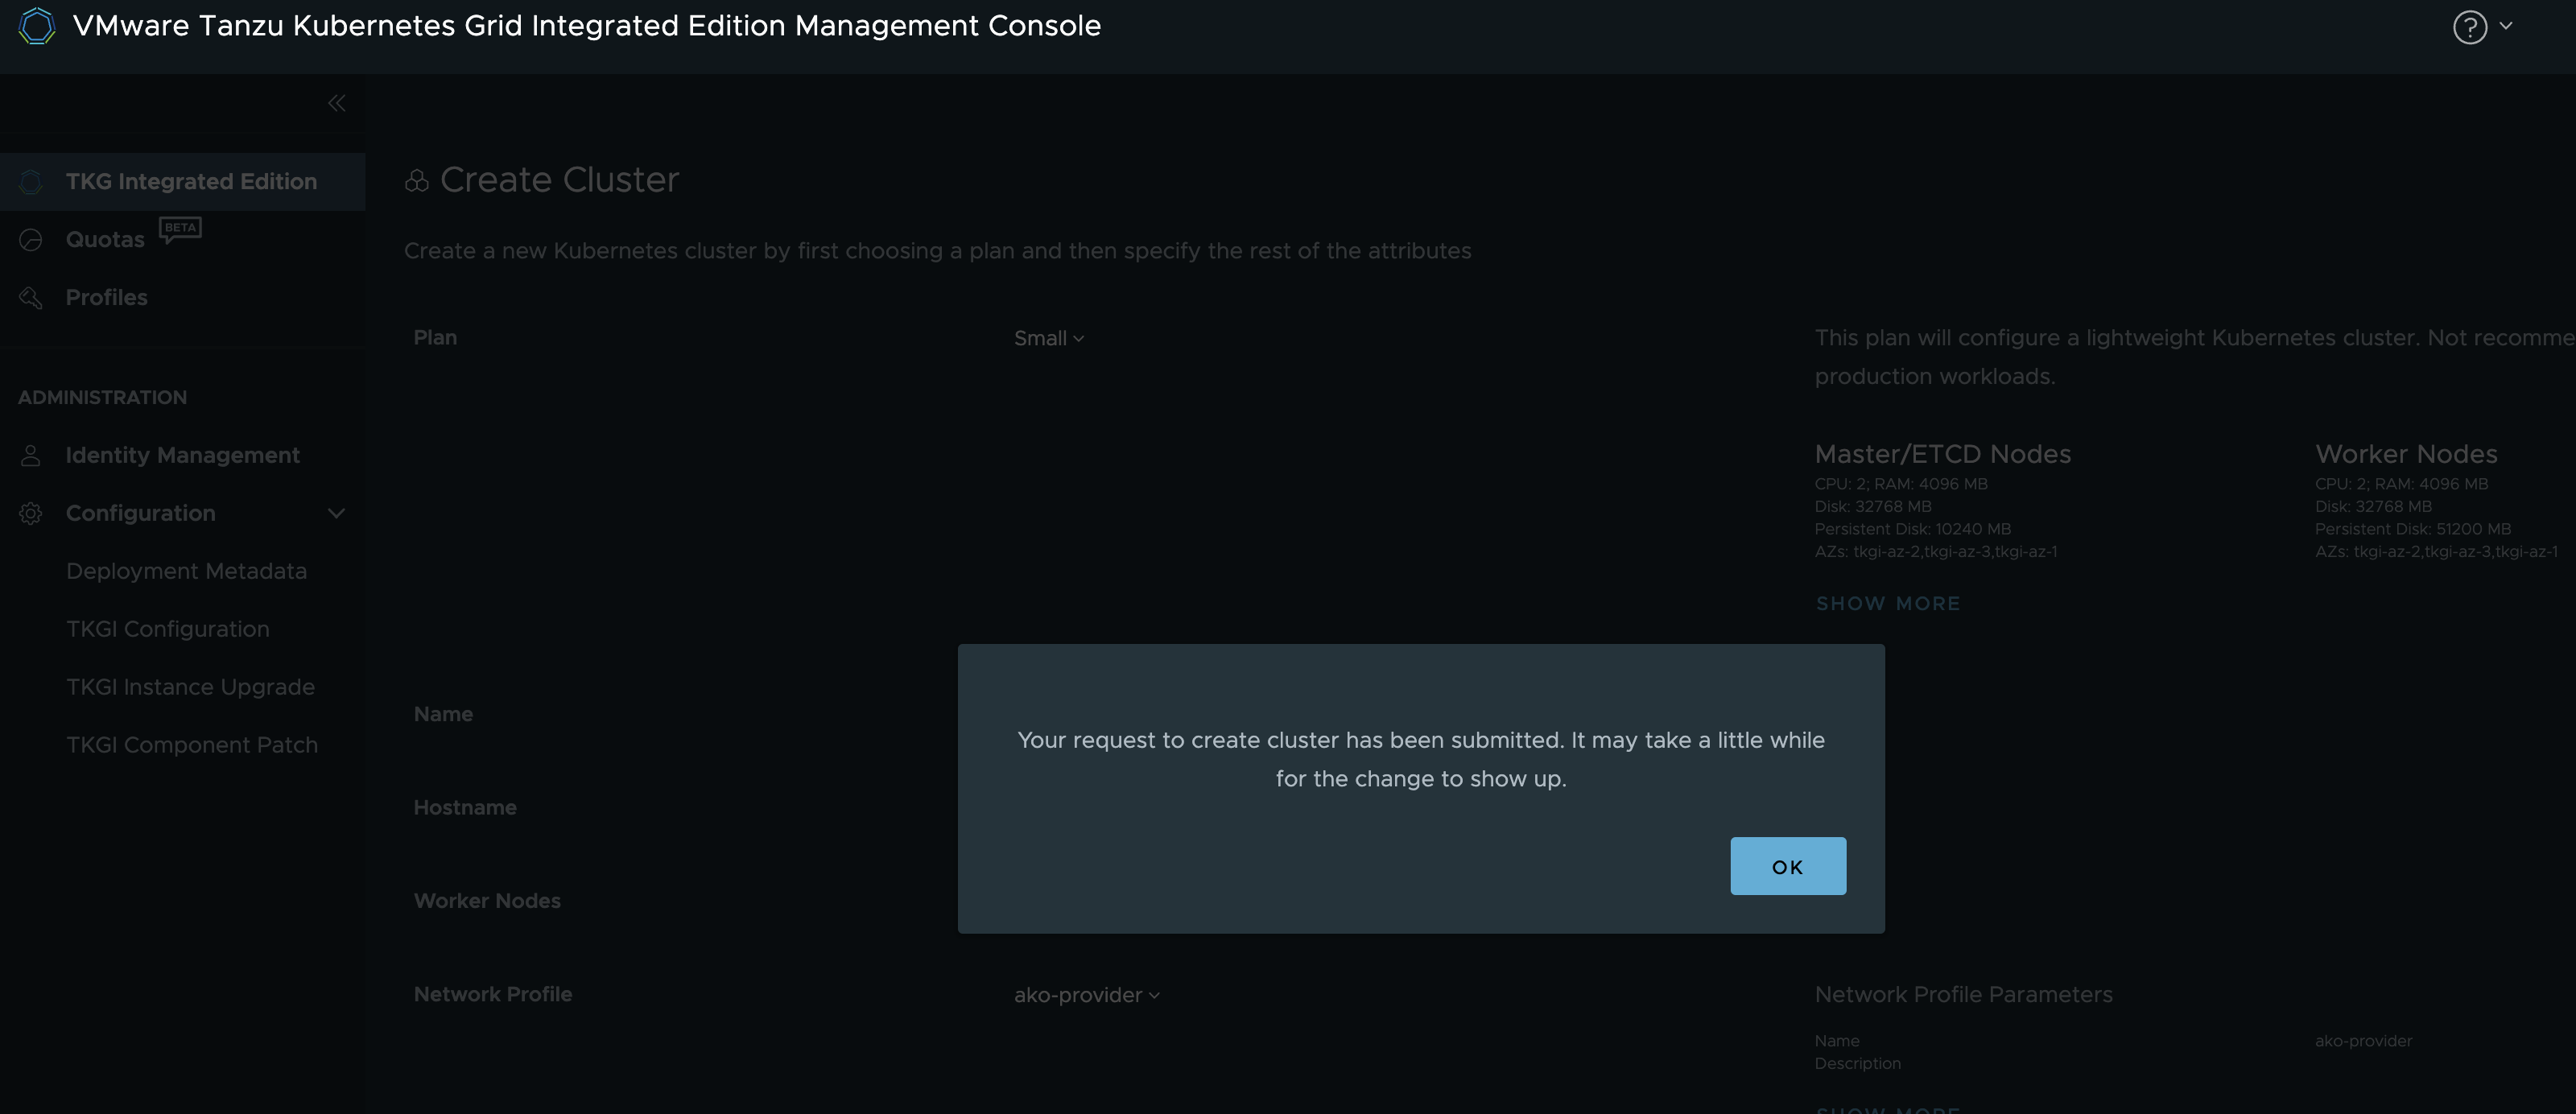 VMware Tanzu Kubernetes Grid Integrated Edition Management Console
TKG Integrated Edition
Quotas BETA
Profiles
ADMINISTRATION
Identity Management
Configuration
Deployment Metadata
TKGI Configuration
TKGI Instance Upgrade
TKGI Component Patch
Create Cluster
Create a new Kubernetes cluster by first choosing a plan and then specify the rest of the attributes
Plan
Small
This plan will configure a lightweight Kubernetes cluster. Not recomme
production workloads.
Master/ETCD Nodes
CPU: 2; RAM: 4096 MB
Disk: 32768 MB
Persistent Disk: 10240 MB
AZs: tkgi-az-2,tkgi-az-3,tkgi-az-1
Worker Nodes
CPU: 2; RAM: 4096 MB
Disk: 32768 MB
Persistent Disk: 51200 MB
AZs: tkgi-az-2,tkgi-az-3,tkgi-az-1
SHOW MORE
Your request to create cluster has been submitted. It may take a little while
for the change to show up.
OK
Name
Hostname
Worker Nodes
Network Profile
ako-provider
Network Profile Parameters
Name
ako-provider
Description
SHOW MORE